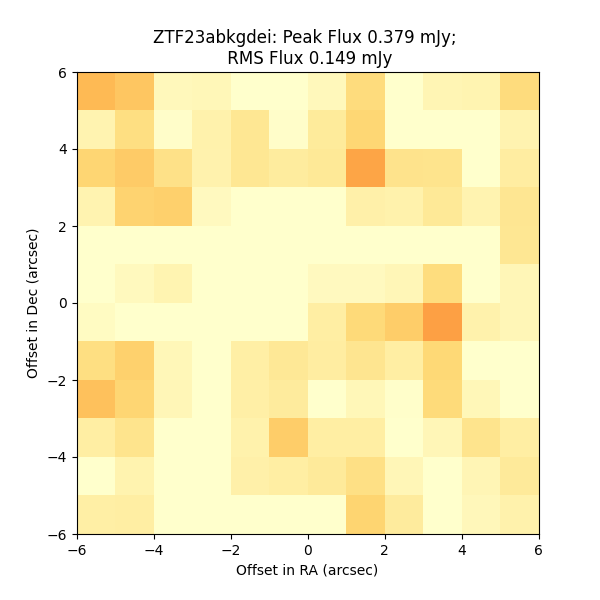 ZTF23abkgdei: Peak Flux 0.379 mJy;
RMS Flux 0.149 mJy
6
4
2
0
−2
−4
−6
Offset in Dec (arcsec)
−6 −4 −2 0 2 4 6
Offset in RA (arcsec)